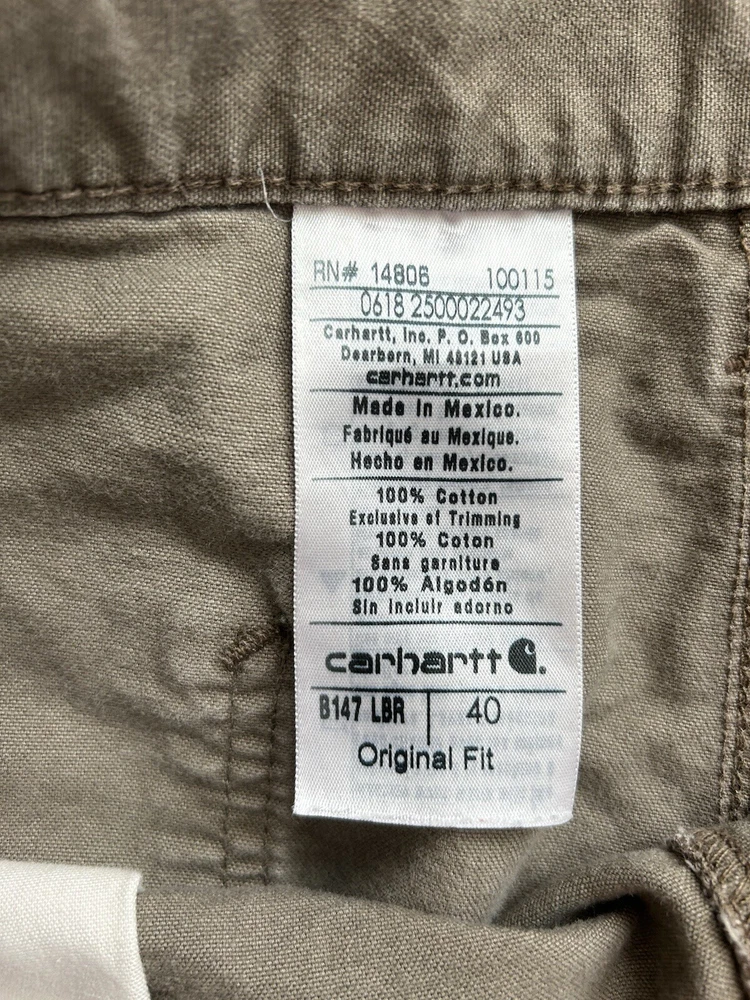 RN# 14806 100115
0618 2500022493
Carhartt, Inc. P. O. Box 600
Dearborn, MI 48121 USA
carhartt.com
Made in Mexico.
Fabriqué au Mexique.
Hecho en Mexico.
100% Cotton
Exclusive of Trimming
100% Coton
Sans garniture
100% Algodón
Sin incluir adorno
carhartt
B147 LBR 40
Original Fit